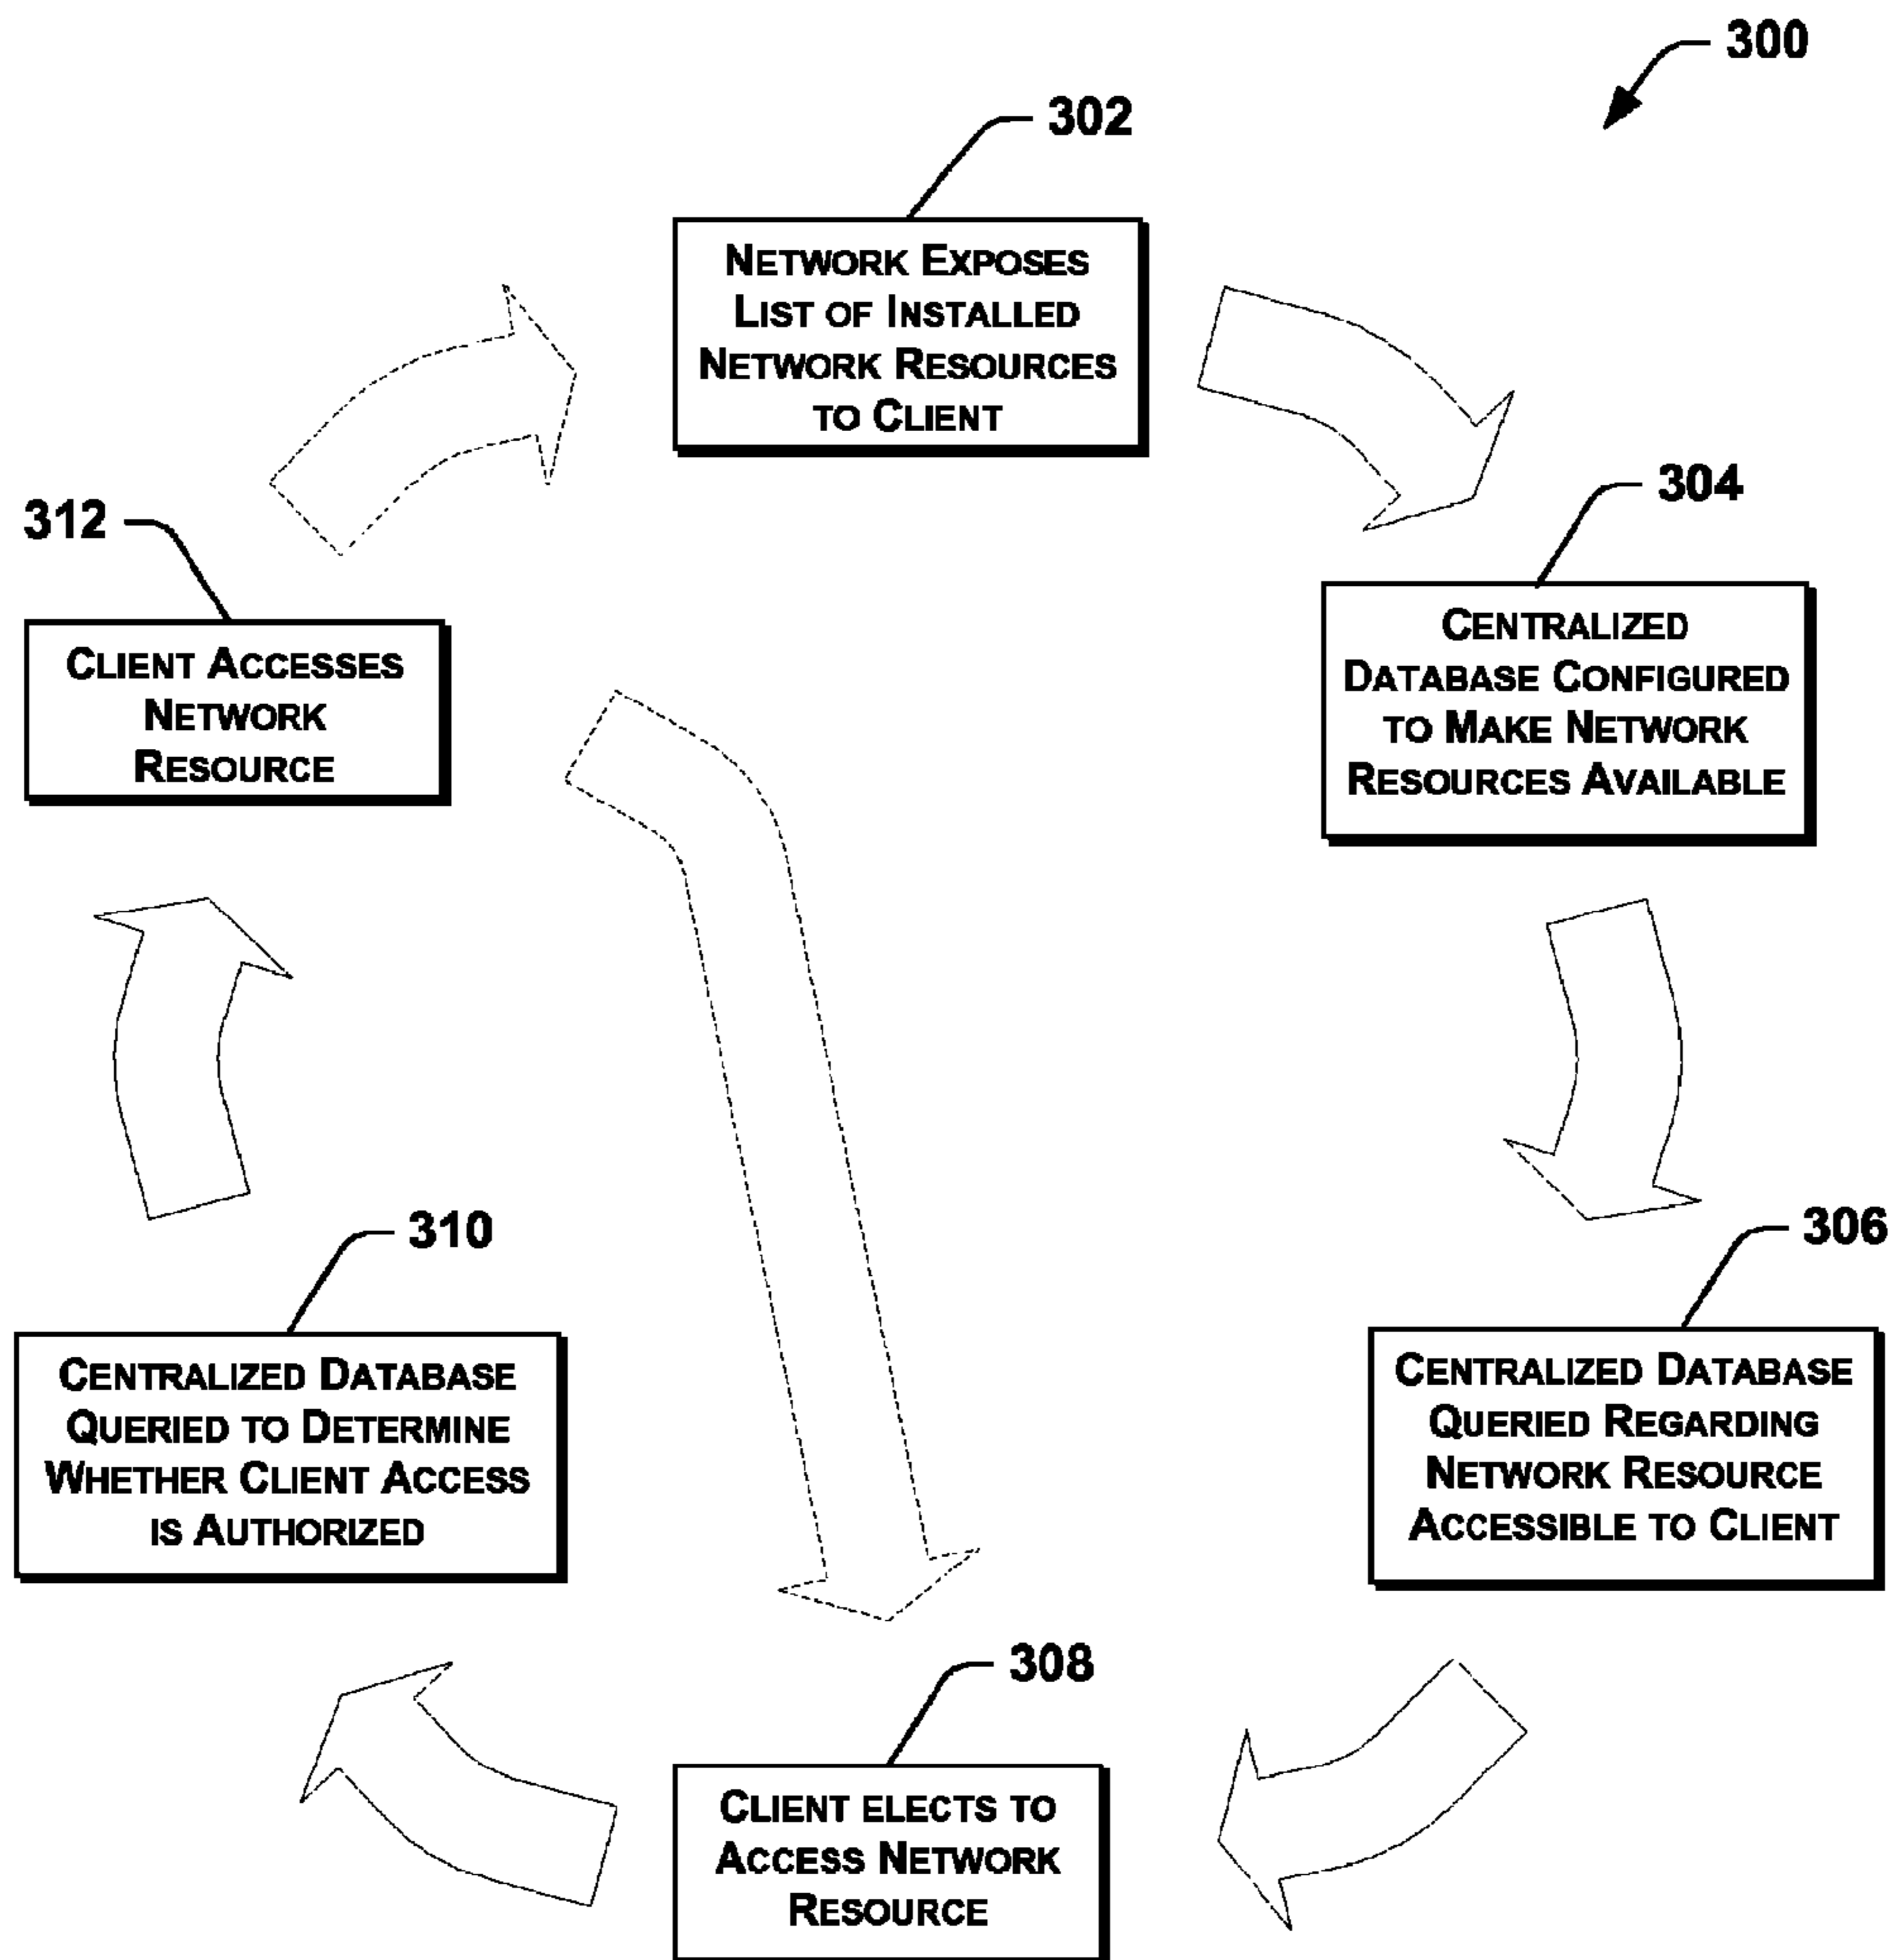 300
302
NETWORK EXPOSES
LIST OF INSTALLED
NETWORK RESOURCES
TO CLIENT
304
CENTRALIZED
DATABASE CONFIGURED
TO MAKE NETWORK
RESOURCES AVAILABLE
306
CENTRALIZED DATABASE
QUERIED REGARDING
NETWORK RESOURCE
ACCESSIBLE TO CLIENT
308
CLIENT ELECTS TO
ACCESS NETWORK
RESOURCE
310
CENTRALIZED DATABASE
QUERIED TO DETERMINE
WHETHER CLIENT ACCESS
IS AUTHORIZED
312
CLIENT ACCESSES
NETWORK
RESOURCE